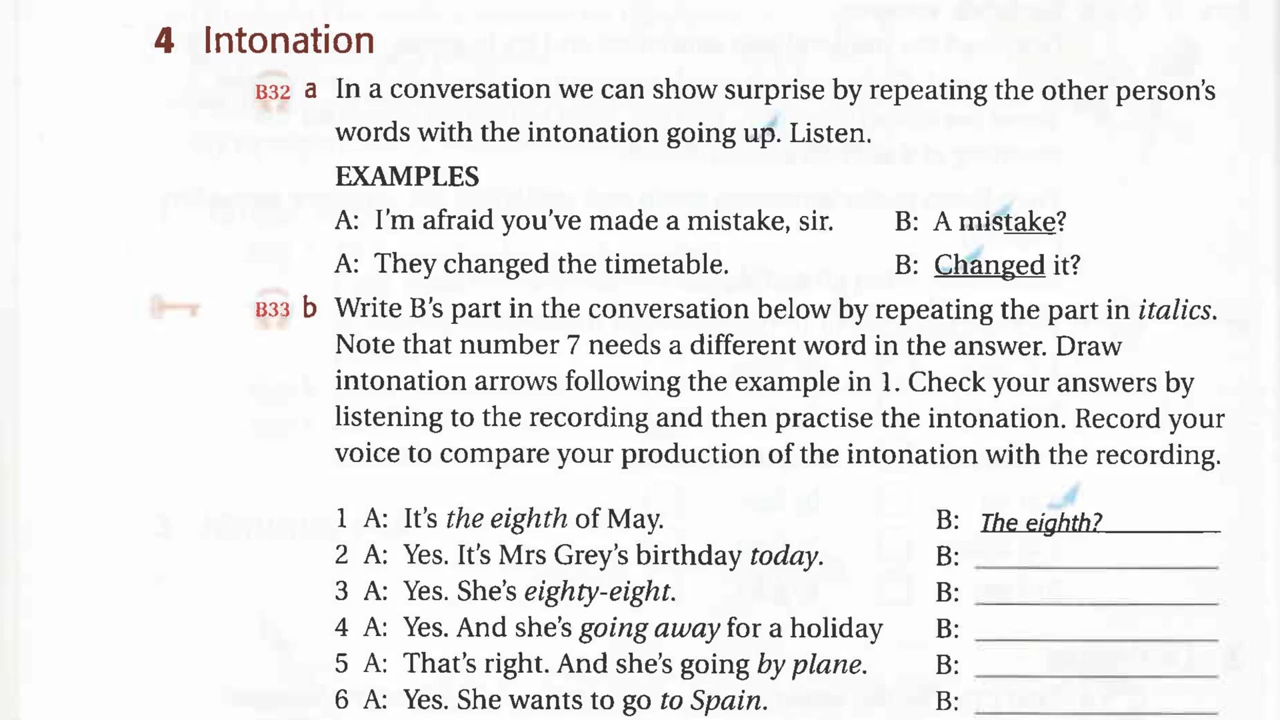 4 Intonation
B32 a In a conversation we can show surprise by repeating the other person's
words with the intonation going up. Listen.
EXAMPLES
A: I'm afraid you've made a mistake, sir. B: A mistake?
A: They changed the timetable. B: Changed it?
B33 b Write B's part in the conversation below by repeating the part in italics.
Note that number 7 needs a different word in the answer. Draw
intonation arrows following the example in 1. Check your answers by
listening to the recording and then practise the intonation. Record your
voice to compare your production of the intonation with the recording.
1 A: It's the eighth of May. B: The eighth?
2 A: Yes. It's Mrs Grey's birthday today. B:
3 A: Yes. She's eighty-eight. B:
4 A: Yes. And she's going away for a holiday B:
5 A: That's right. And she's going by plane. B:
6 A: Yes. She wants to go to Spain. B: